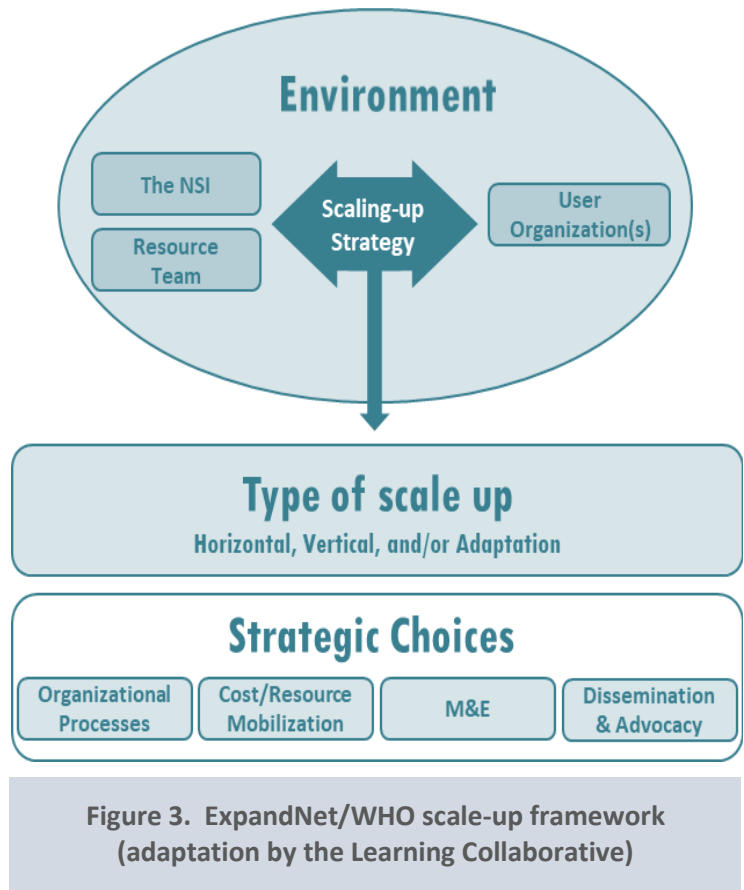 Environment
The NSI
Resource
Team
Scaling-up
Strategy
User
Organization(s)
Type of scale up
Horizontal, Vertical, and/or Adaptation
Strategic Choices
Organizational
Processes
Cost/Resource
Mobilization
M&E
Dissemination
& Advocacy
Figure 3. ExpandNet/WHO scale-up framework
(adaptation by the Learning Collaborative)